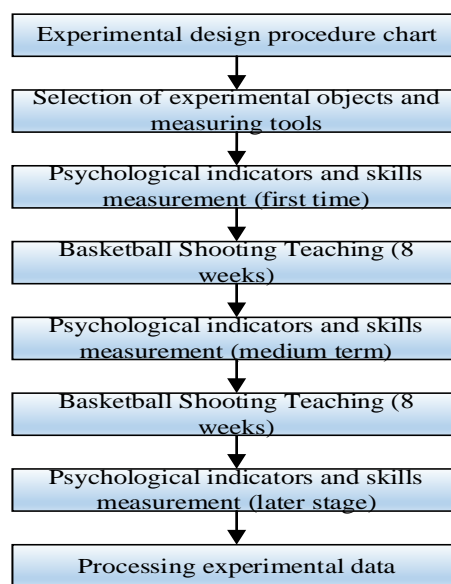 Experimental design procedure chart
Selection of experimental objects and
measuring tools
Psychological indicators and skills
measurement (first time)
Basketball Shooting Teaching (8
weeks)
Psychological indicators and skills
measurement (medium term)
Basketball Shooting Teaching (8
weeks)
Psychological indicators and skills
measurement (later stage)
Processing experimental data